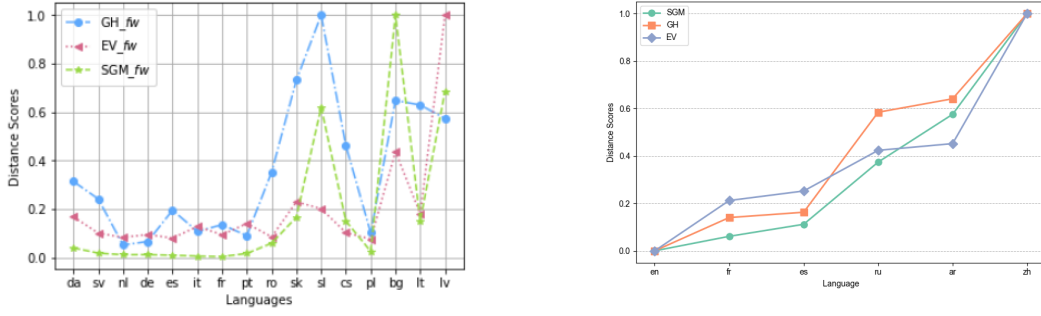 1.0
0.8
0.6
0.4
0.2
0.0
Distance Scores
GH_fw
EV_fw
SGM_fw
da sv nl de es it fr pt ro sk sl cs pl bg lt lv
Languages
1.0
0.8
0.6
0.4
0.2
0.0
Distance Scores
SGM
GH
EV
en fr es ru ar zh
Language